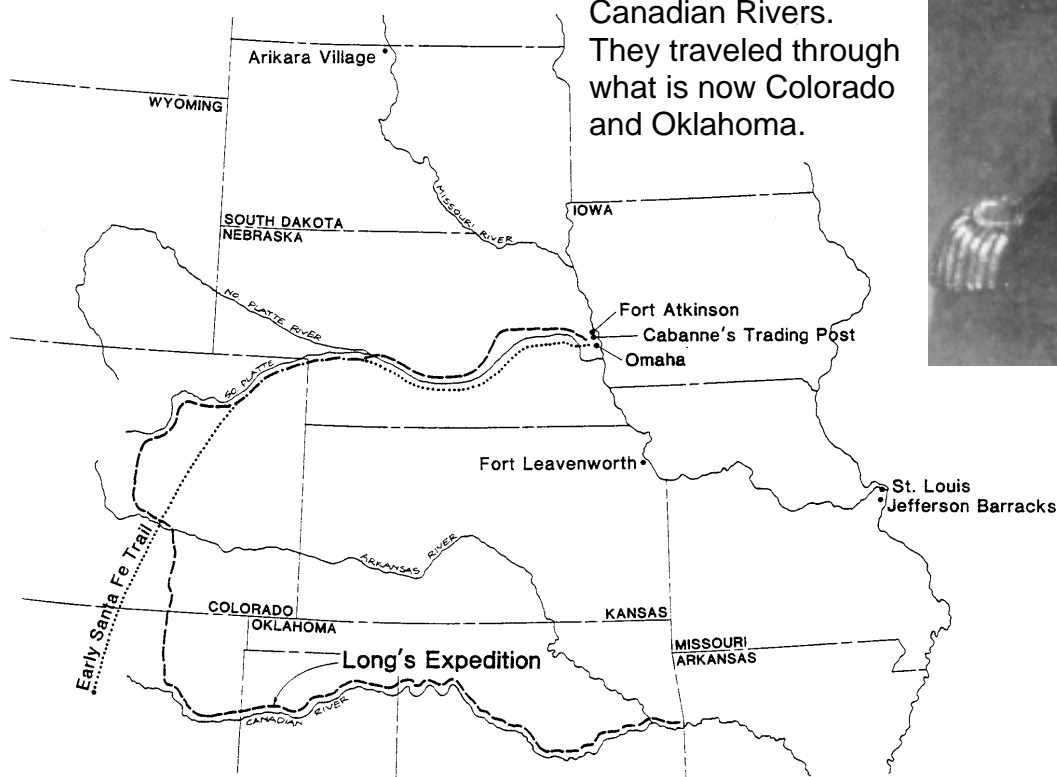 Canadian Rivers.
They traveled through
what is now Colorado
and Oklahoma.
Arikara Village
WYOMING
MISSOURI RIVER
IOWA
SOUTH DAKOTA
NEBRASKA
NO. PLATTE RIVER
Fort Atkinson
Cabanne's Trading Post
Omaha
SO. PLATTE
Fort Leavenworth
St. Louis
Jefferson Barracks
Early Santa Fe Trail
ARKANSAS RIVER
COLORADO
OKLAHOMA
KANSAS
MISSOURI
ARKANSAS
Long's Expedition
CANADIAN RIVER